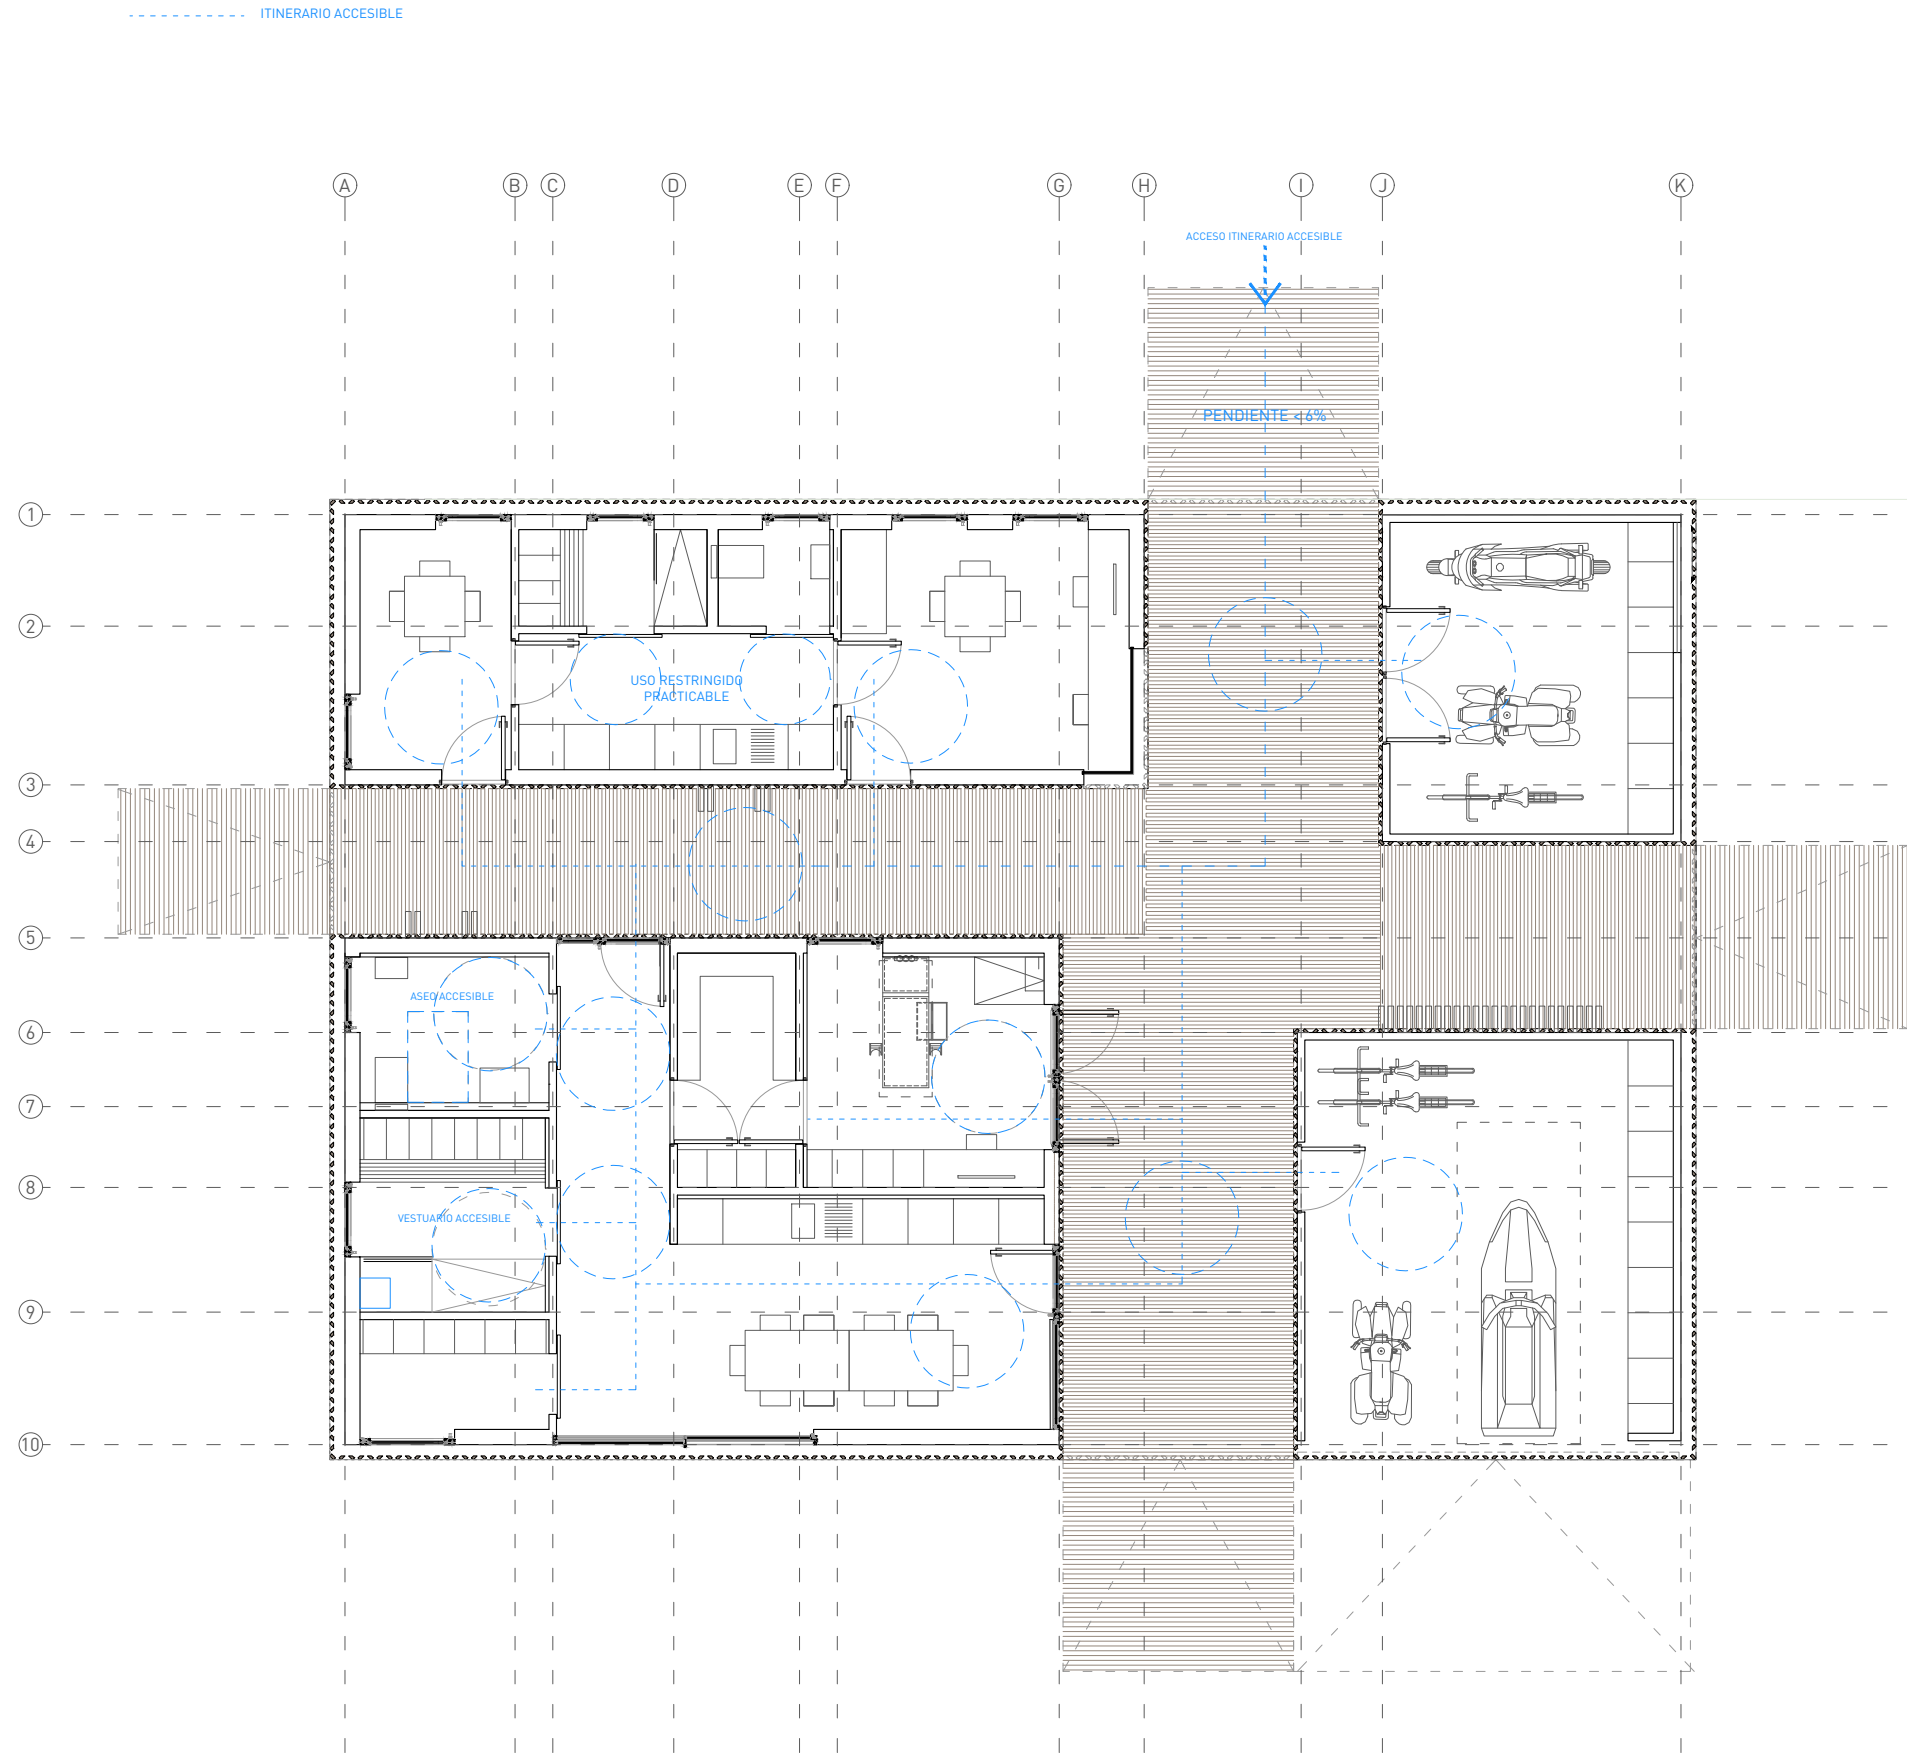 ITINERARIO ACCESIBLE
A B C D E F G H I J K
ACCESO ITINERARIO ACCESIBLE
PENDIENTE < 6%
1
2
USO RESTRINGIDO
PRACTICABLE
3
4
5
ASEO ACCESIBLE
6
7
8
VESTUARIO ACCESIBLE
9
10